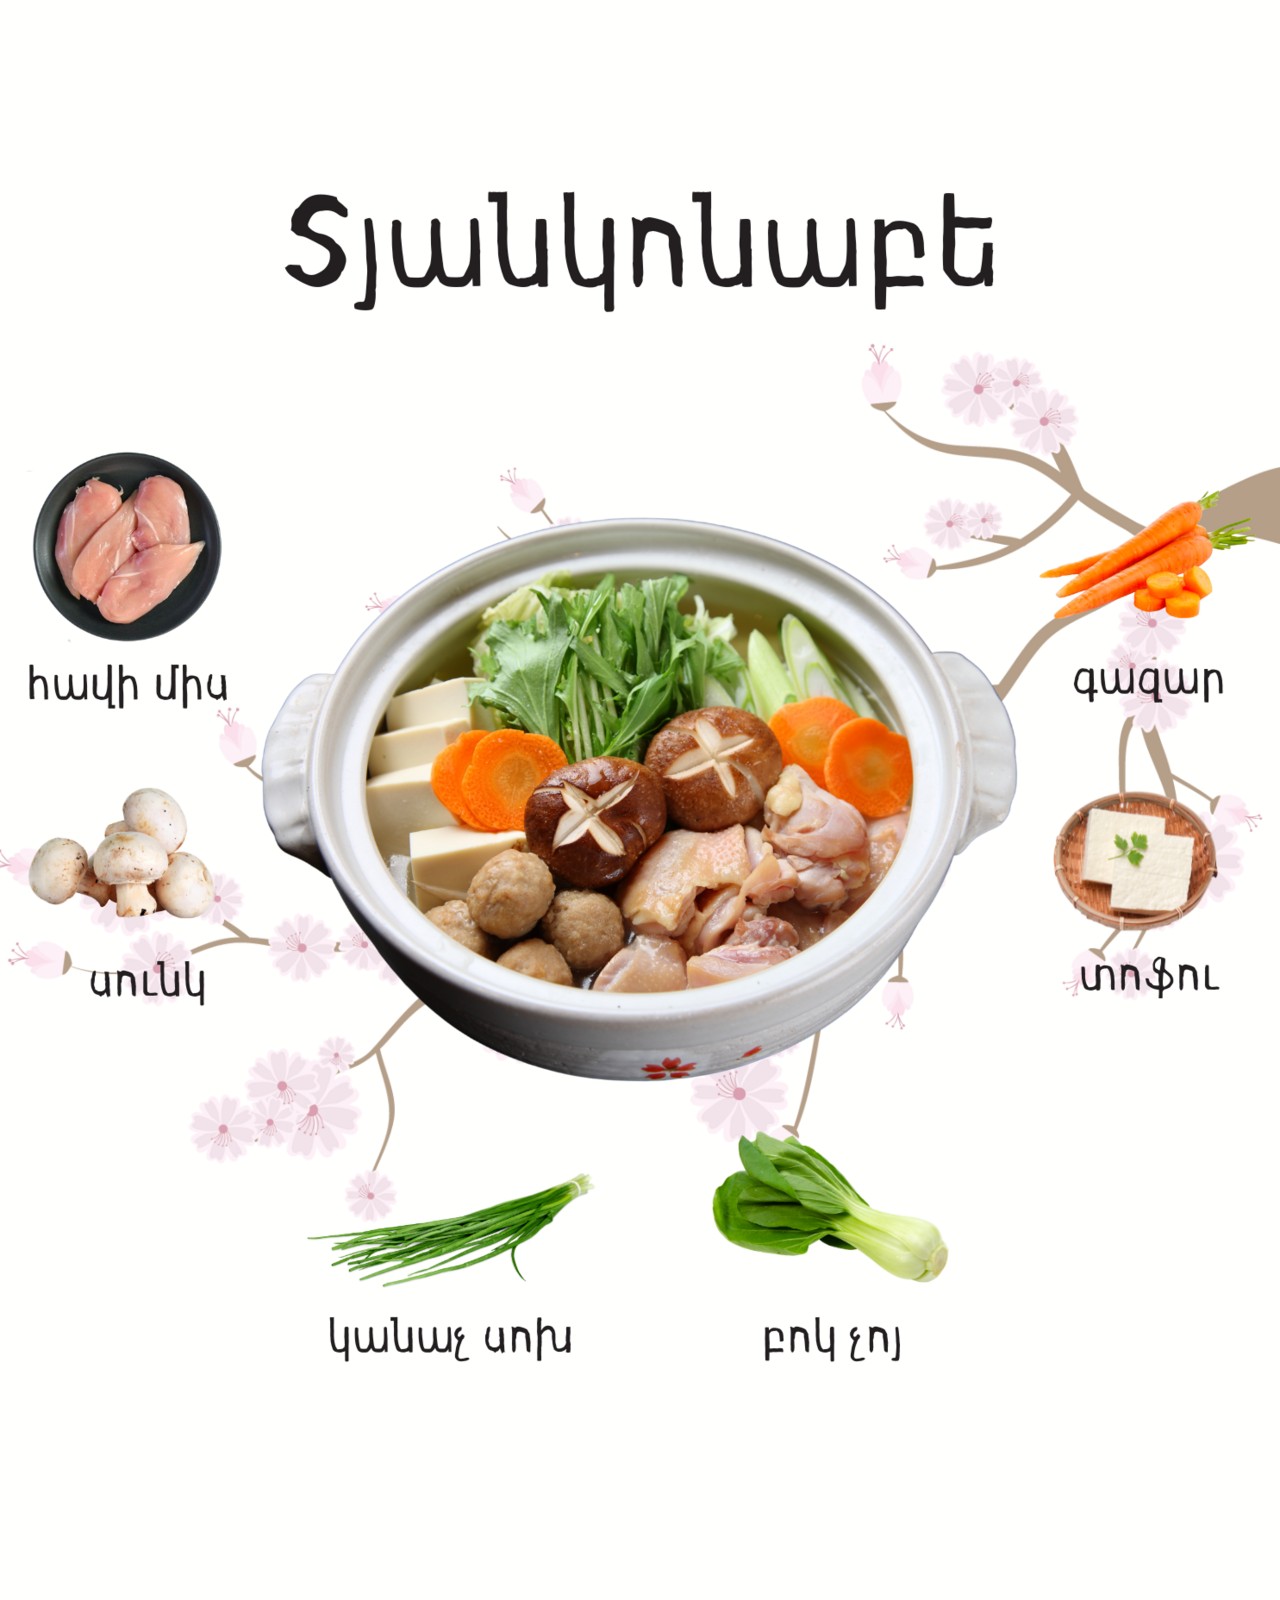 Տյանկոնաբե
հավի միս
գազար
սունկ
տոֆու
կանաչ սոխ
բոկ չոյ